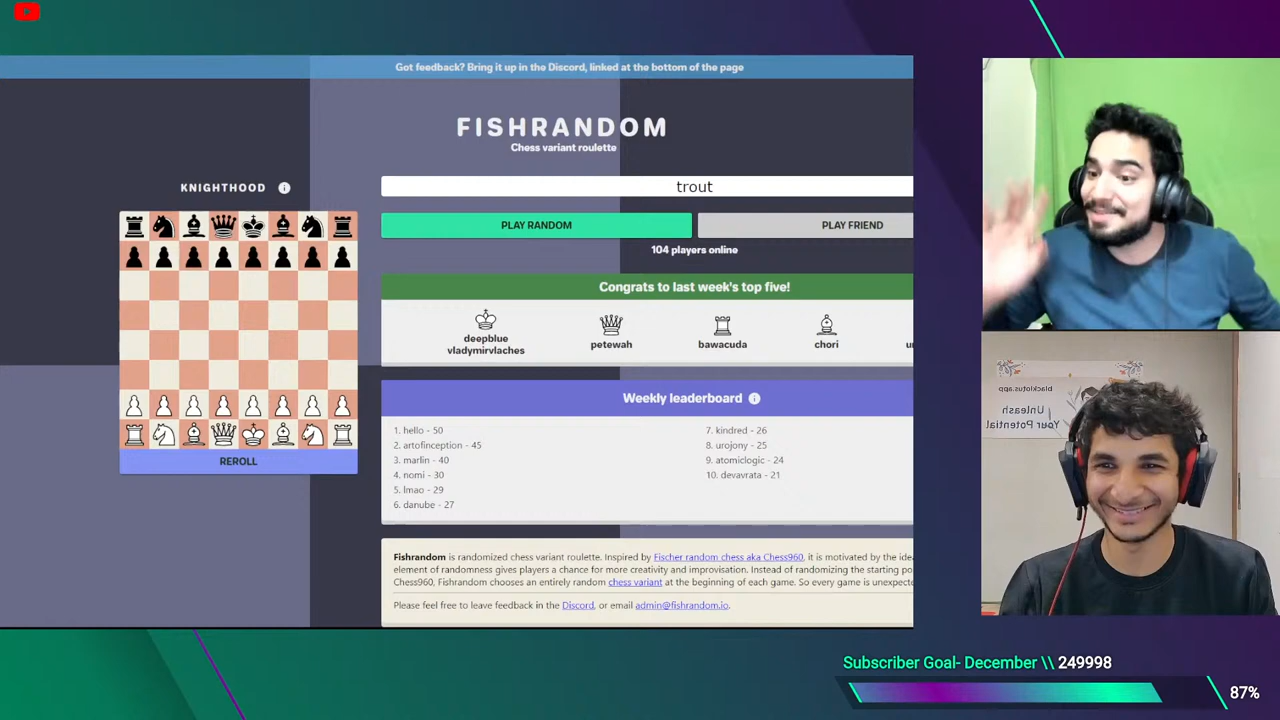 Got feedback? Bring it up in the Discord, linked at the bottom of the page
FISHRANDOM
Chess variant roulette
KNIGHTHOOD
trout
PLAY RANDOM
PLAY FRIEND
104 players online
Congrats to last week's top five!
deepblue
vladymirvlaches
petewah
bawacuda
chori
Weekly leaderboard
1. hello - 50
2. artofinception - 45
3. marlin - 40
4. nomi - 30
5. lmao - 29
6. danube - 27
7. kindred - 26
8. urojony - 25
9. atomiclogic - 24
10. devavrata - 21
REROLL
Fishrandom is randomized chess variant roulette. Inspired by Fischer random chess aka Chess960, it is motivated by the
element of randomness gives players a chance for more creativity and improvisation. Instead of randomizing the starting
Chess960, Fishrandom chooses an entirely random chess variant at the beginning of each game. So every game is
Please feel free to leave feedback in the Discord, or email admin@fishrandom.io.
blacklotus.app
Unleash
Your Potential
Subscriber Goal- December \\ 249998
87%